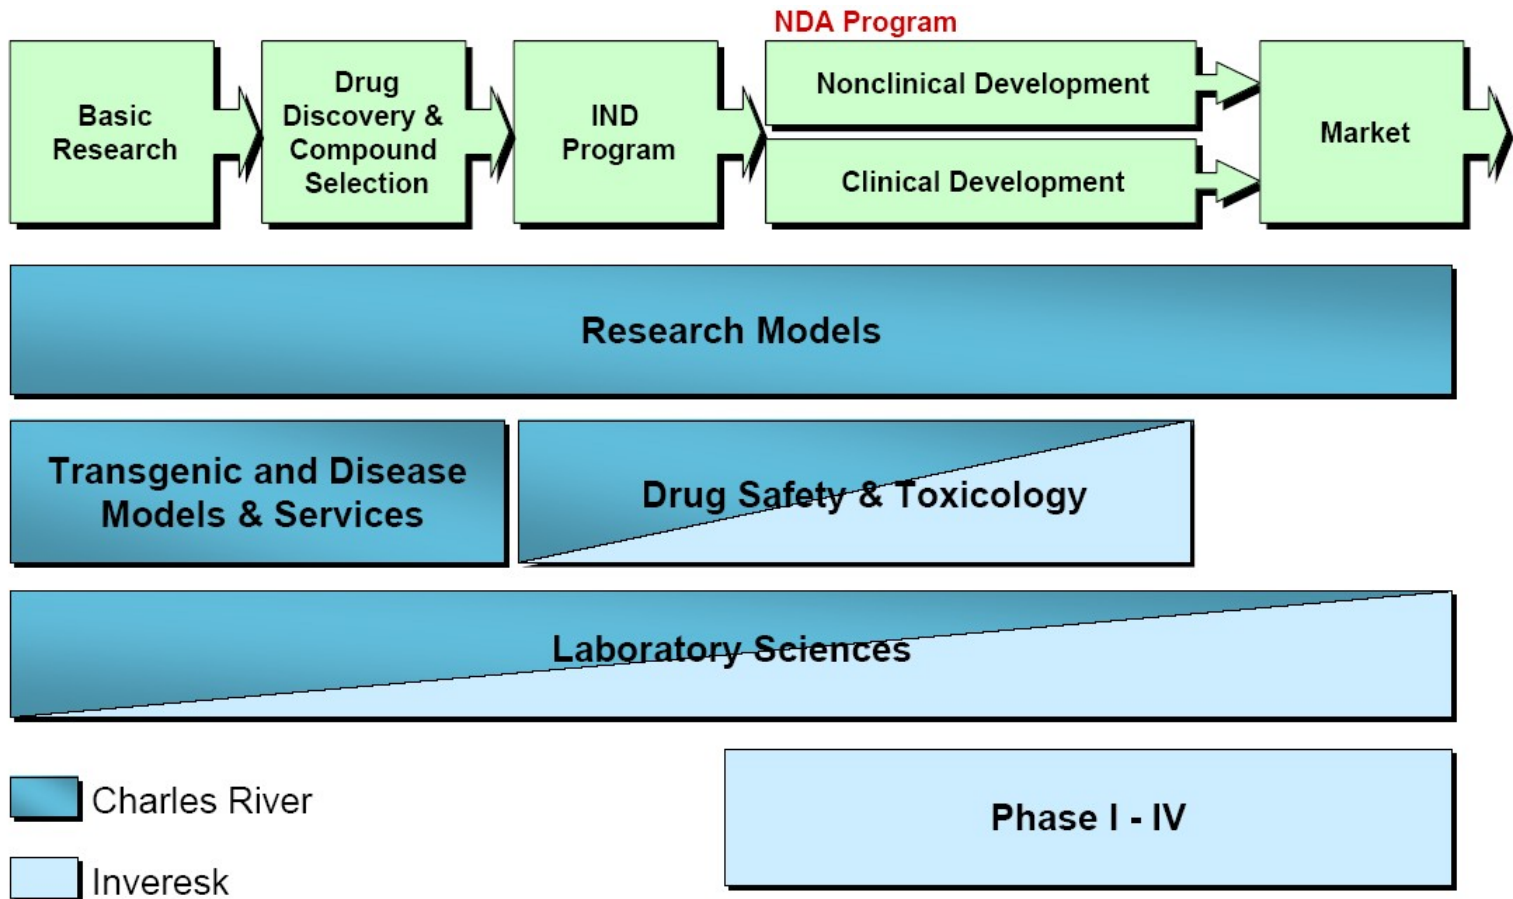 NDA Program
Basic
Research
Drug
Discovery &
Compound
Selection
IND
Program
Nonclinical Development
Clinical Development
Market
Research Models
Transgenic and Disease
Models & Services
Drug Safety & Toxicology
Laboratory Sciences
Phase I - IV
Charles River
Inveresk